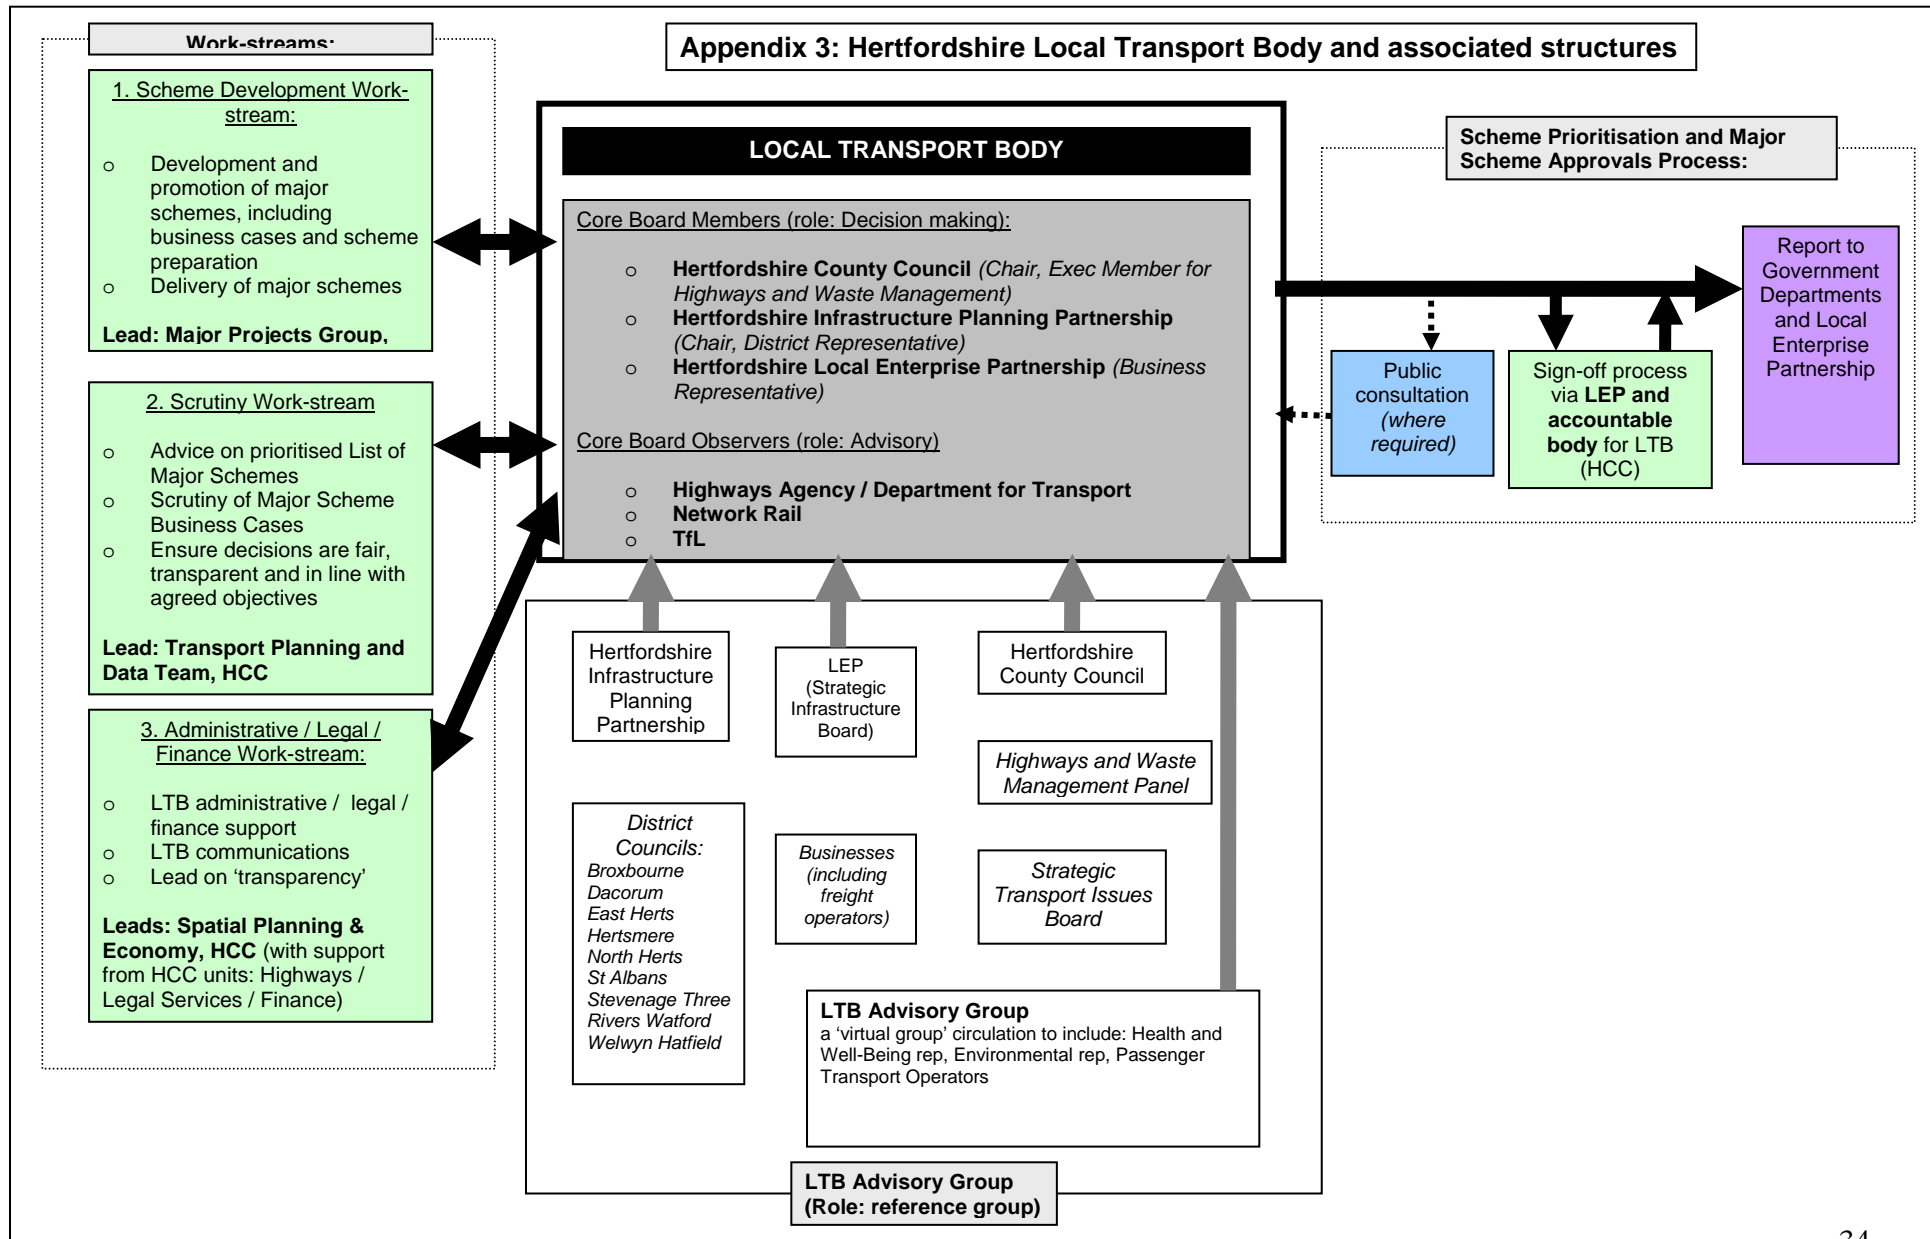 Appendix 3: Hertfordshire Local Transport Body and associated structures
Work-streams:
1. Scheme Development Work-
stream:
o Development and
promotion of major
schemes, including
business cases and scheme
preparation
o Delivery of major schemes
Lead: Major Projects Group,
2. Scrutiny Work-stream
o Advice on prioritised List of
Major Schemes
o Scrutiny of Major Scheme
Business Cases
o Ensure decisions are fair,
transparent and in line with
agreed objectives
Lead: Transport Planning and
Data Team, HCC
3. Administrative / Legal /
Finance Work-stream:
o LTB administrative / legal /
finance support
o LTB communications
o Lead on ‘transparency’
Leads: Spatial Planning &
Economy, HCC (with support
from HCC units: Highways /
Legal Services / Finance)
LOCAL TRANSPORT BODY
Core Board Members (role: Decision making):
o Hertfordshire County Council (Chair, Exec Member for
Highways and Waste Management)
o Hertfordshire Infrastructure Planning Partnership
(Chair, District Representative)
o Hertfordshire Local Enterprise Partnership (Business
Representative)
Core Board Observers (role: Advisory)
o Highways Agency / Department for Transport
o Network Rail
o TfL
Scheme Prioritisation and Major
Scheme Approvals Process:
Public
consultation
(where
required)
Sign-off process
via LEP and
accountable
body for LTB
(HCC)
Report to
Government
Departments
and Local
Enterprise
Partnership
Hertfordshire
Infrastructure
Planning
Partnership
LEP
(Strategic
Infrastructure
Board)
Hertfordshire
County Council
Highways and Waste
Management Panel
District
Councils:
Broxbourne
Dacorum
East Herts
Hertsmere
North Herts
St Albans
Stevenage Three
Rivers Watford
Welwyn Hatfield
Businesses
(including
freight
operators)
Strategic
Transport Issues
Board
LTB Advisory Group
a ‘virtual group’ circulation to include: Health and
Well-Being rep, Environmental rep, Passenger
Transport Operators
LTB Advisory Group
(Role: reference group)
34